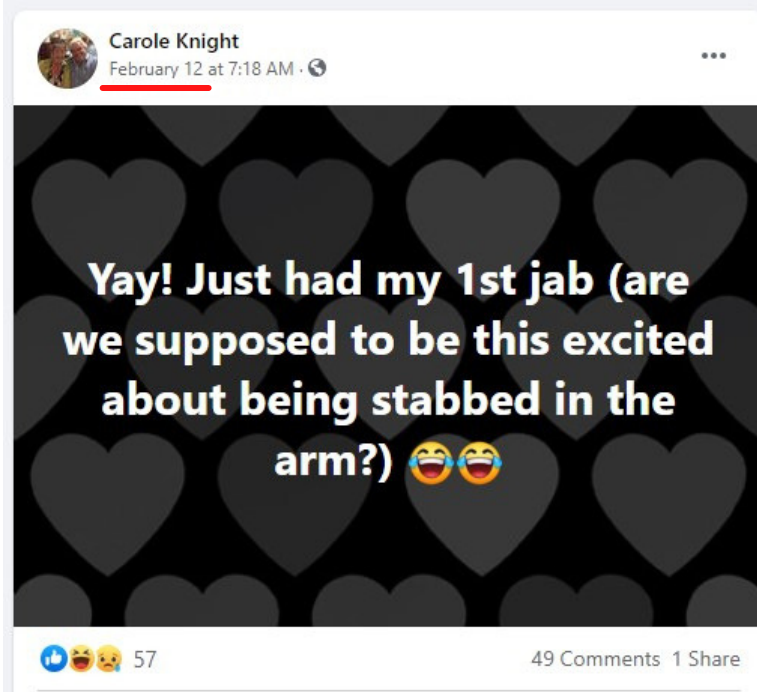 Carole Knight
February 12 at 7:18 AM ·
Yay! Just had my 1st jab (are
we supposed to be this excited
about being stabbed in the
arm?) 😂😂
57
49 Comments 1 Share